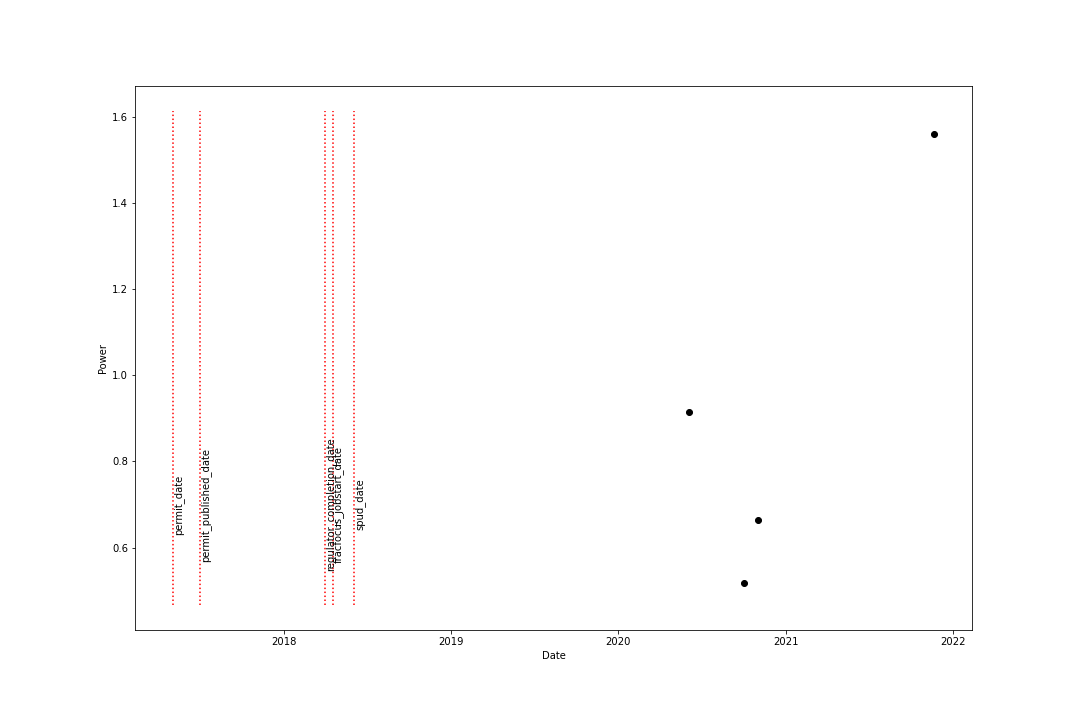 1.6
1.4
1.2
1.0
0.8
0.6
Power
permit_date
permit_published_date
regulator_completion_date
fracfocus_jobstart_date
spud_date
2018
2019
2020
2021
2022
Date